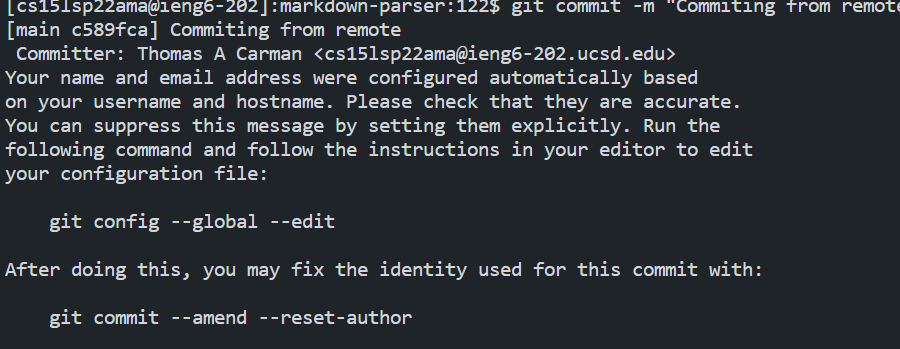 [cs15lsp22ama@ieng6-202]:markdown-parser:122$ git commit -m "Commiting from remote
[main c589fca] Commiting from remote
 Committer: Thomas A Carman <cs15lsp22ama@ieng6-202.ucsd.edu>
Your name and email address were configured automatically based
on your username and hostname. Please check that they are accurate.
You can suppress this message by setting them explicitly. Run the
following command and follow the instructions in your editor to edit
your configuration file:

    git config --global --edit

After doing this, you may fix the identity used for this commit with:

    git commit --amend --reset-author